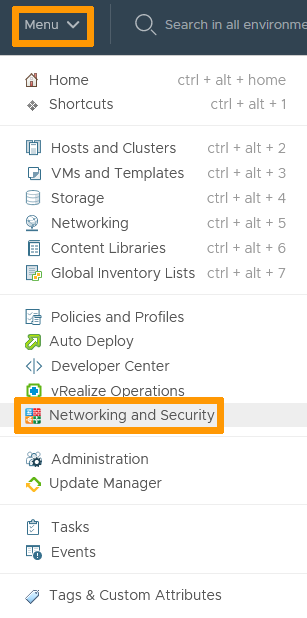 Menu
Search in all environme
Home ctrl + alt + home
Shortcuts ctrl + alt + 1
Hosts and Clusters ctrl + alt + 2
VMs and Templates ctrl + alt + 3
Storage ctrl + alt + 4
Networking ctrl + alt + 5
Content Libraries ctrl + alt + 6
Global Inventory Lists ctrl + alt + 7
Policies and Profiles
Auto Deploy
Developer Center
vRealize Operations
Networking and Security
Administration
Update Manager
Tasks
Events
Tags & Custom Attributes